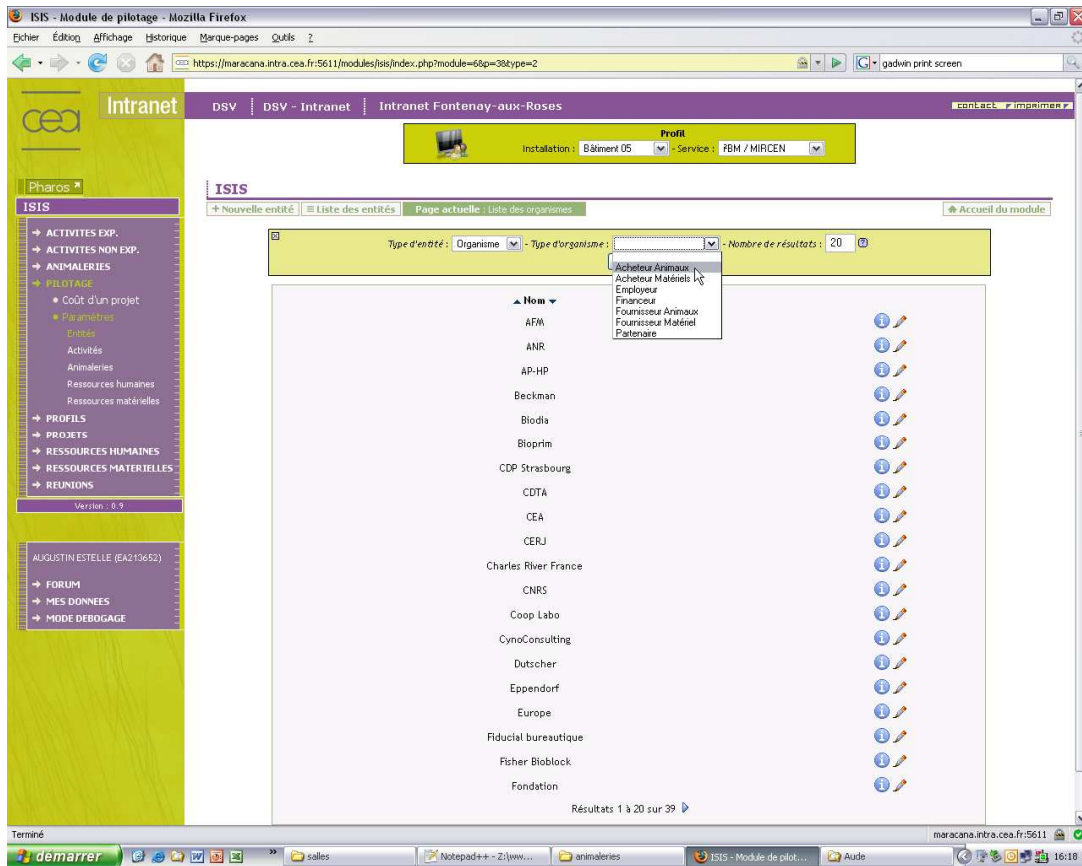 ISIS - Module de pilotage - Mozilla Firefox
Fichier Édition Affichage Historique Marque-pages Outils ?
https://maracana.intra.cea.fr:5611/modules/isis/index.php?module=6&p=3&type=2
gadwin print screen
cea Intranet
DSV DSV - Intranet Intranet Fontenay-aux-Roses
contact imprimer
Profil
Installation : Bâtiment 05 - Service : I²BM / MIRCEN
Pharos
ISIS
ISIS
+ Nouvelle entité Liste des entités Page actuelle : Liste des organismes Accueil du module
ACTIVITES EXP.
ACTIVITES NON EXP.
ANIMALERIES
PILOTAGE
Coût d'un projet
Paramètres
Entités
Activités
Animaleries
Ressources humaines
Ressources matérielles
PROFILS
PROJETS
RESSOURCES HUMAINES
RESSOURCES MATERIELLES
REUNIONS
Version : 0.9
AUGUSTIN ESTELLE (EA213652)
FORUM
MES DONNEES
MODE DEBOGAGE
Type d'entité : Organisme - Type d'organisme : - Nombre de résultats : 20
Acheteur Animaux
Acheteur Matériels
Employeur
Financeur
Fournisseur Animaux
Fournisseur Matériel
Partenaire
Nom
AFM
ANR
AP-HP
Beckman
Biodia
Bioprim
CDP Strasbourg
CDTA
CEA
CERJ
Charles River France
CNRS
Coop Labo
CynoConsulting
Dutscher
Eppendorf
Europe
Fiducial bureautique
Fisher Bioblock
Fondation
Résultats 1 à 20 sur 39
Terminé
maracana.intra.cea.fr:5611
démarrer
salles
Notepad++ - Z:\ww...
animaleries
ISIS - Module de pilot...
Aude
16:18